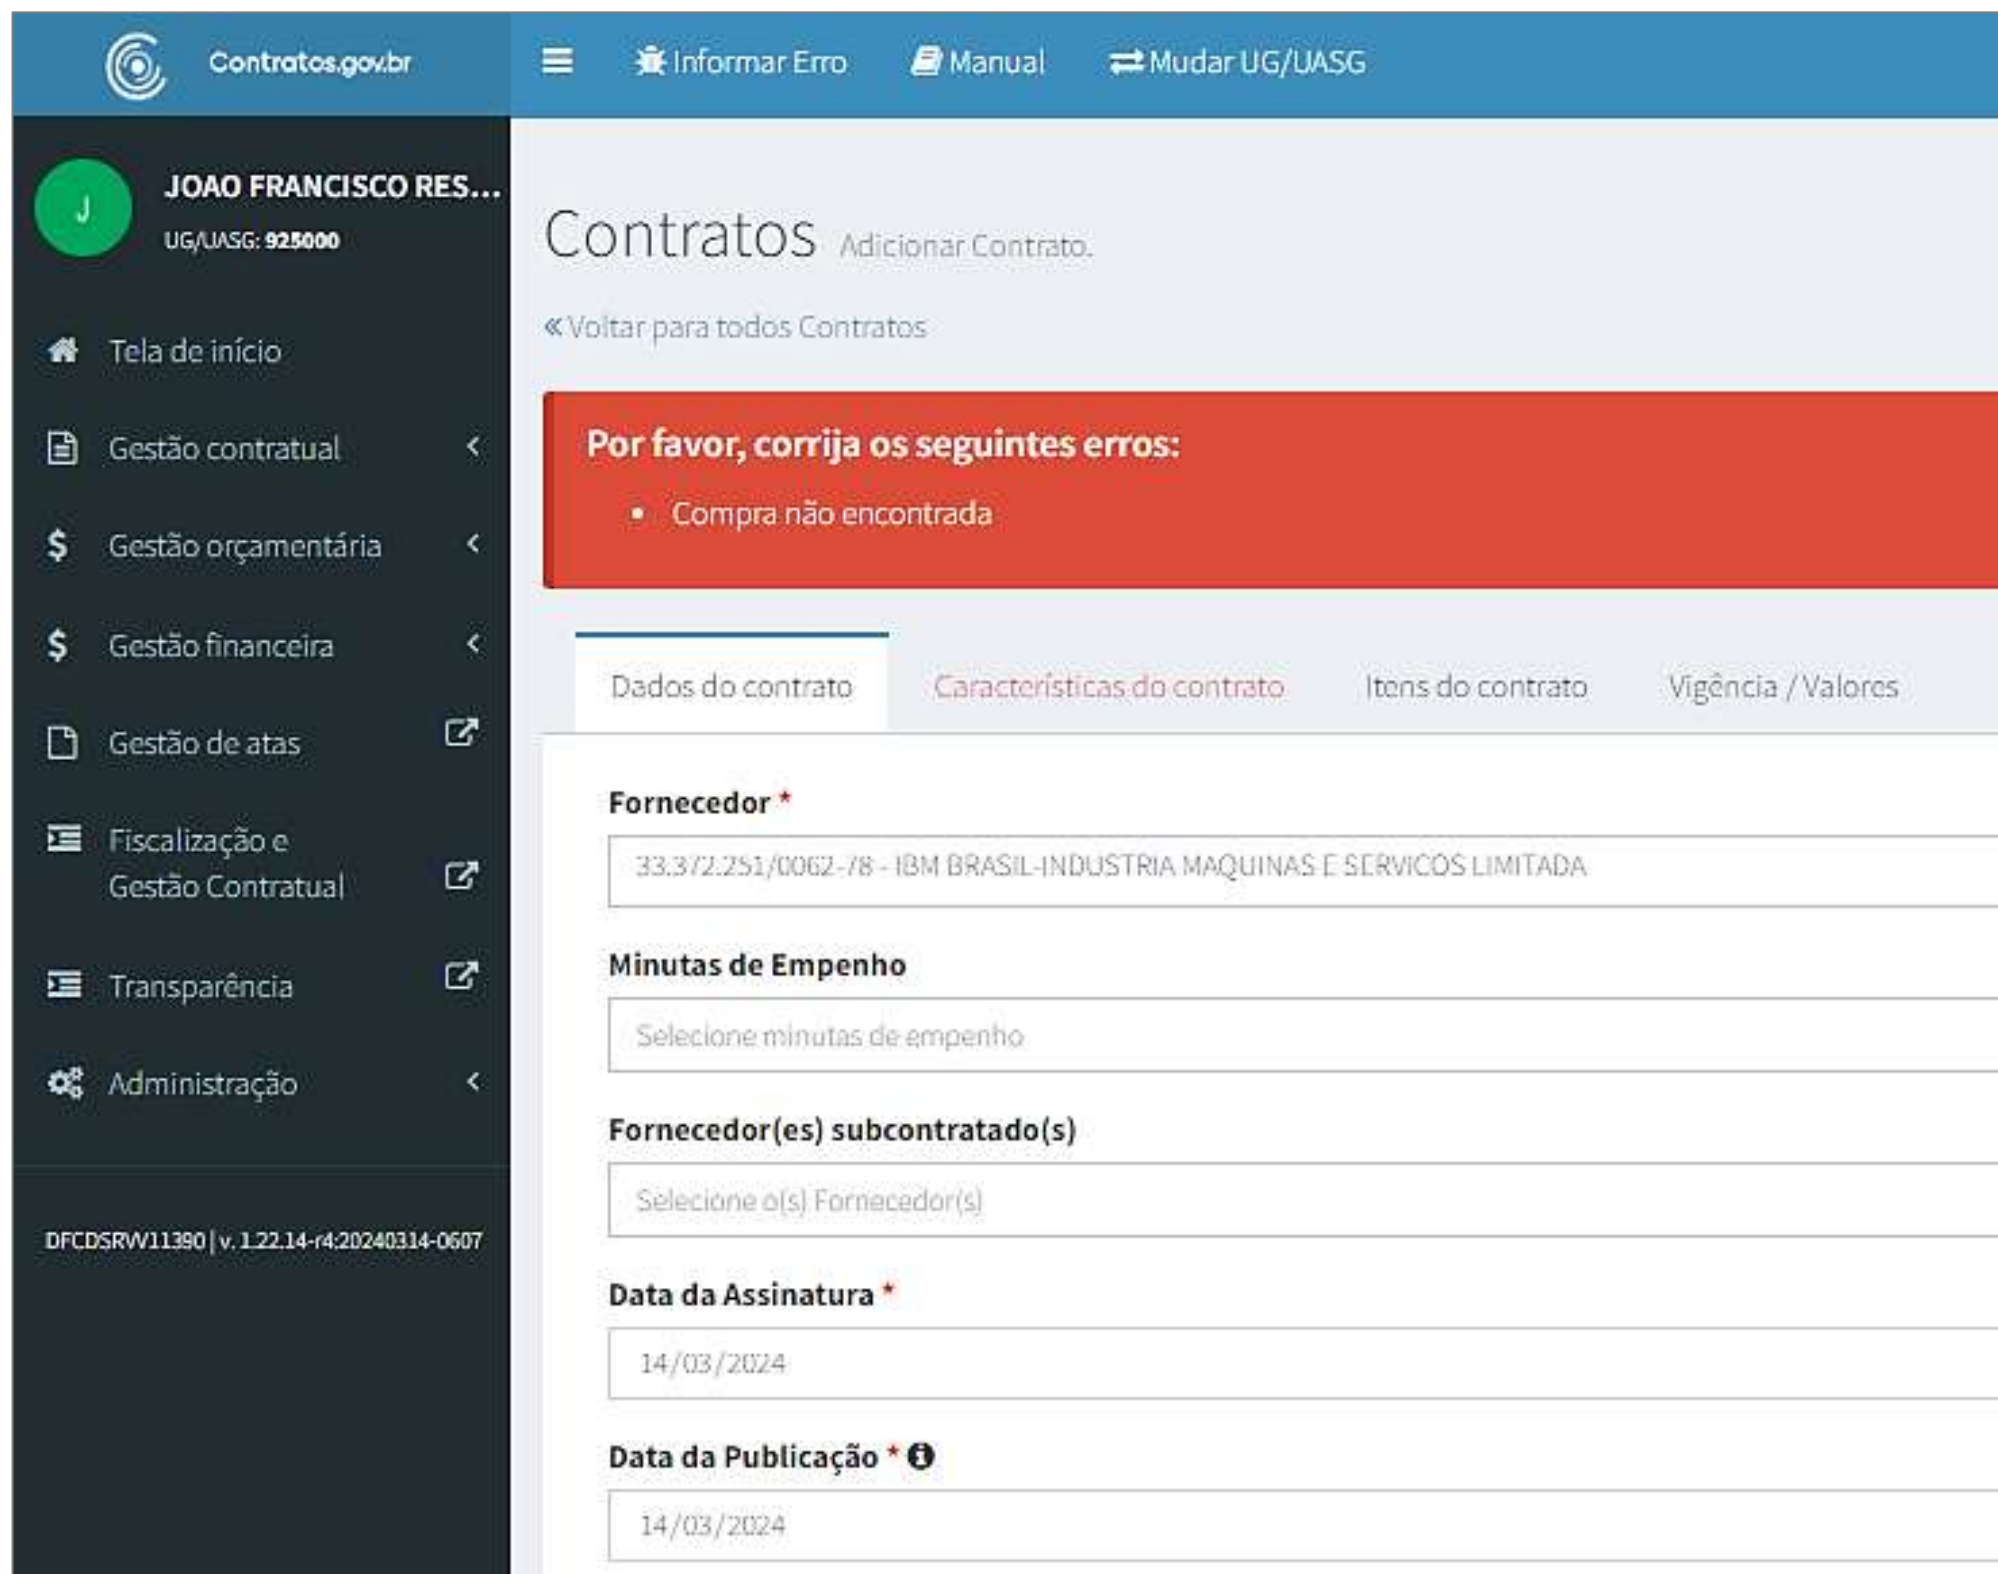 Contratos.gov.br
Informar Erro
Manual
Mudar UG/UASG
J
JOAO FRANCISCO RES...
UG/UASG: 925000
Tela de início
Gestão contratual
Gestão orçamentária
Gestão financeira
Gestão de atas
Fiscalização e
Gestão Contratual
Transparência
Administração
DFCDSRVV11390 | v. 1.22.14-r4:20240314-0607
Contratos Adicionar Contrato.
« Voltar para todos Contratos
Por favor, corrija os seguintes erros:
• Compra não encontrada
Dados do contrato
Características do contrato
Itens do contrato
Vigência / Valores
Fornecedor *
33.372.251/0062-78 - IBM BRASIL-INDUSTRIA MAQUINAS E SERVICOS LIMITADA
Minutas de Empenho
Selecione minutas de empenho
Fornecedor(es) subcontratado(s)
Selecione o(s) Fornecedor(s)
Data da Assinatura *
14/03/2024
Data da Publicação *
14/03/2024